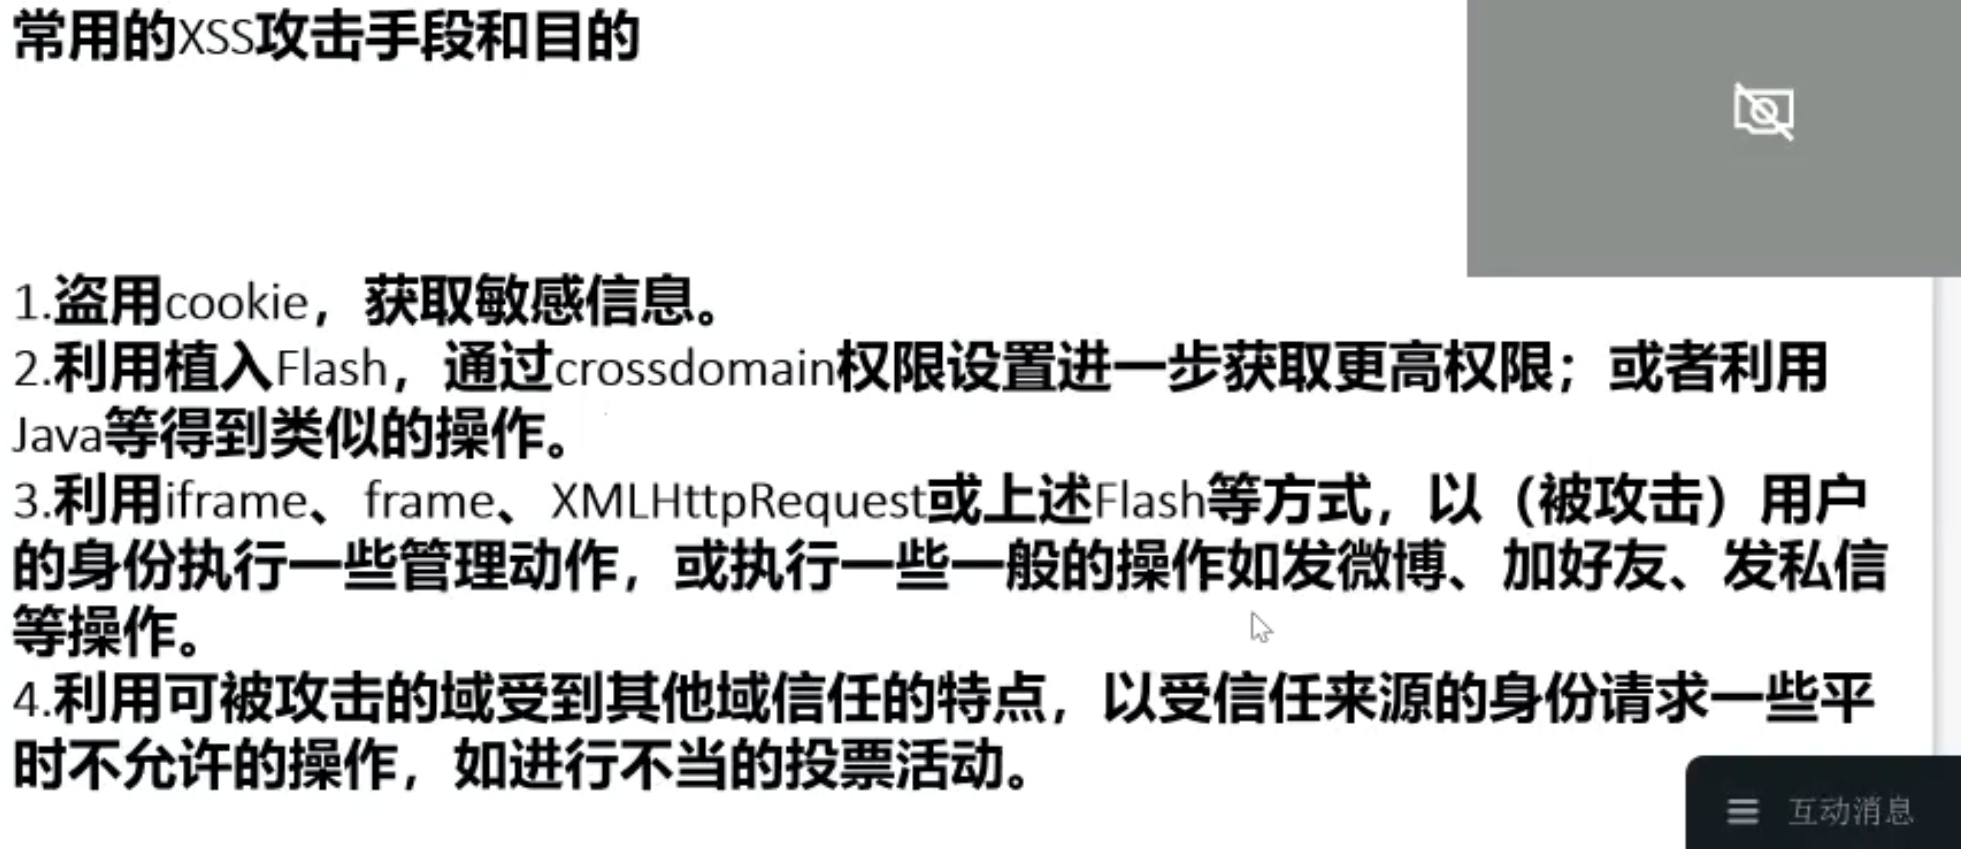 常用的XSS攻击手段和目的
1.盗用cookie，获取敏感信息。
2.利用植入Flash，通过crossdomain权限设置进一步获取更高权限；或者利用
Java等得到类似的操作。
3.利用iframe、frame、XMLHttpRequest或上述Flash等方式，以（被攻击）用户
的身份执行一些管理动作，或执行一些一般的操作如发微博、加好友、发私信
等操作。
4.利用可被攻击的域受到其他域信任的特点，以受信任来源的身份请求一些平
时不允许的操作，如进行不当的投票活动。
互动消息